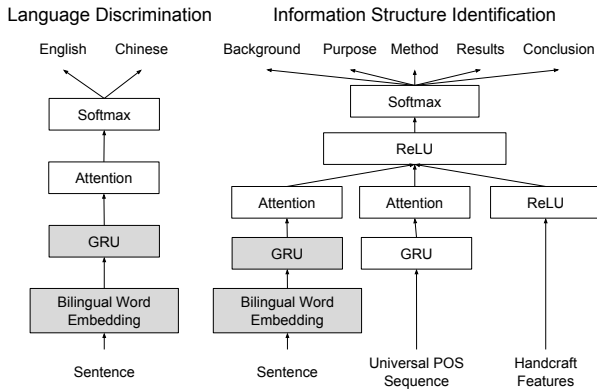 Language Discrimination
English Chinese
Softmax
Attention
GRU
Bilingual Word
Embedding
Sentence
Information Structure Identification
Background Purpose Method Results Conclusion
Softmax
ReLU
Attention Attention ReLU
GRU GRU
Bilingual Word
Embedding
Sentence
Universal POS
Sequence
Handcraft
Features